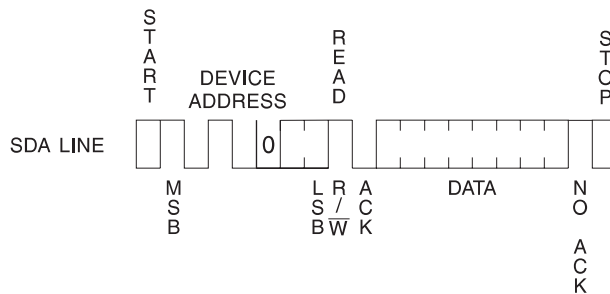 START
DEVICE
ADDRESS
READ
STOP
SDA LINE
0
MSB
LSB
R/W
ACK
DATA
NO ACK